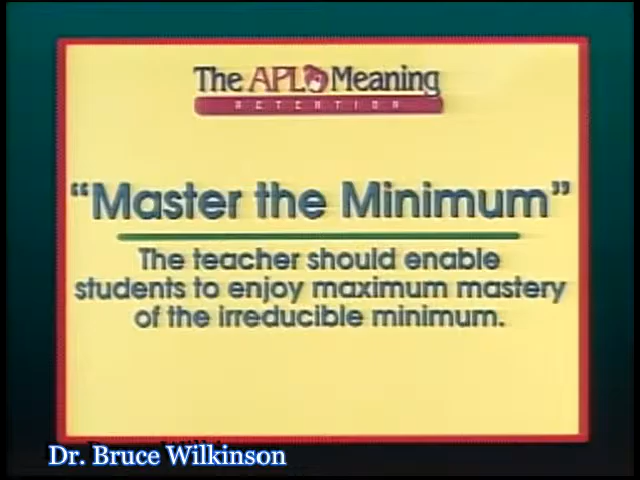 The APL Meaning
RETENTION
“Master the Minimum”
The teacher should enable
students to enjoy maximum mastery
of the irreducible minimum.
Dr. Bruce Wilkinson